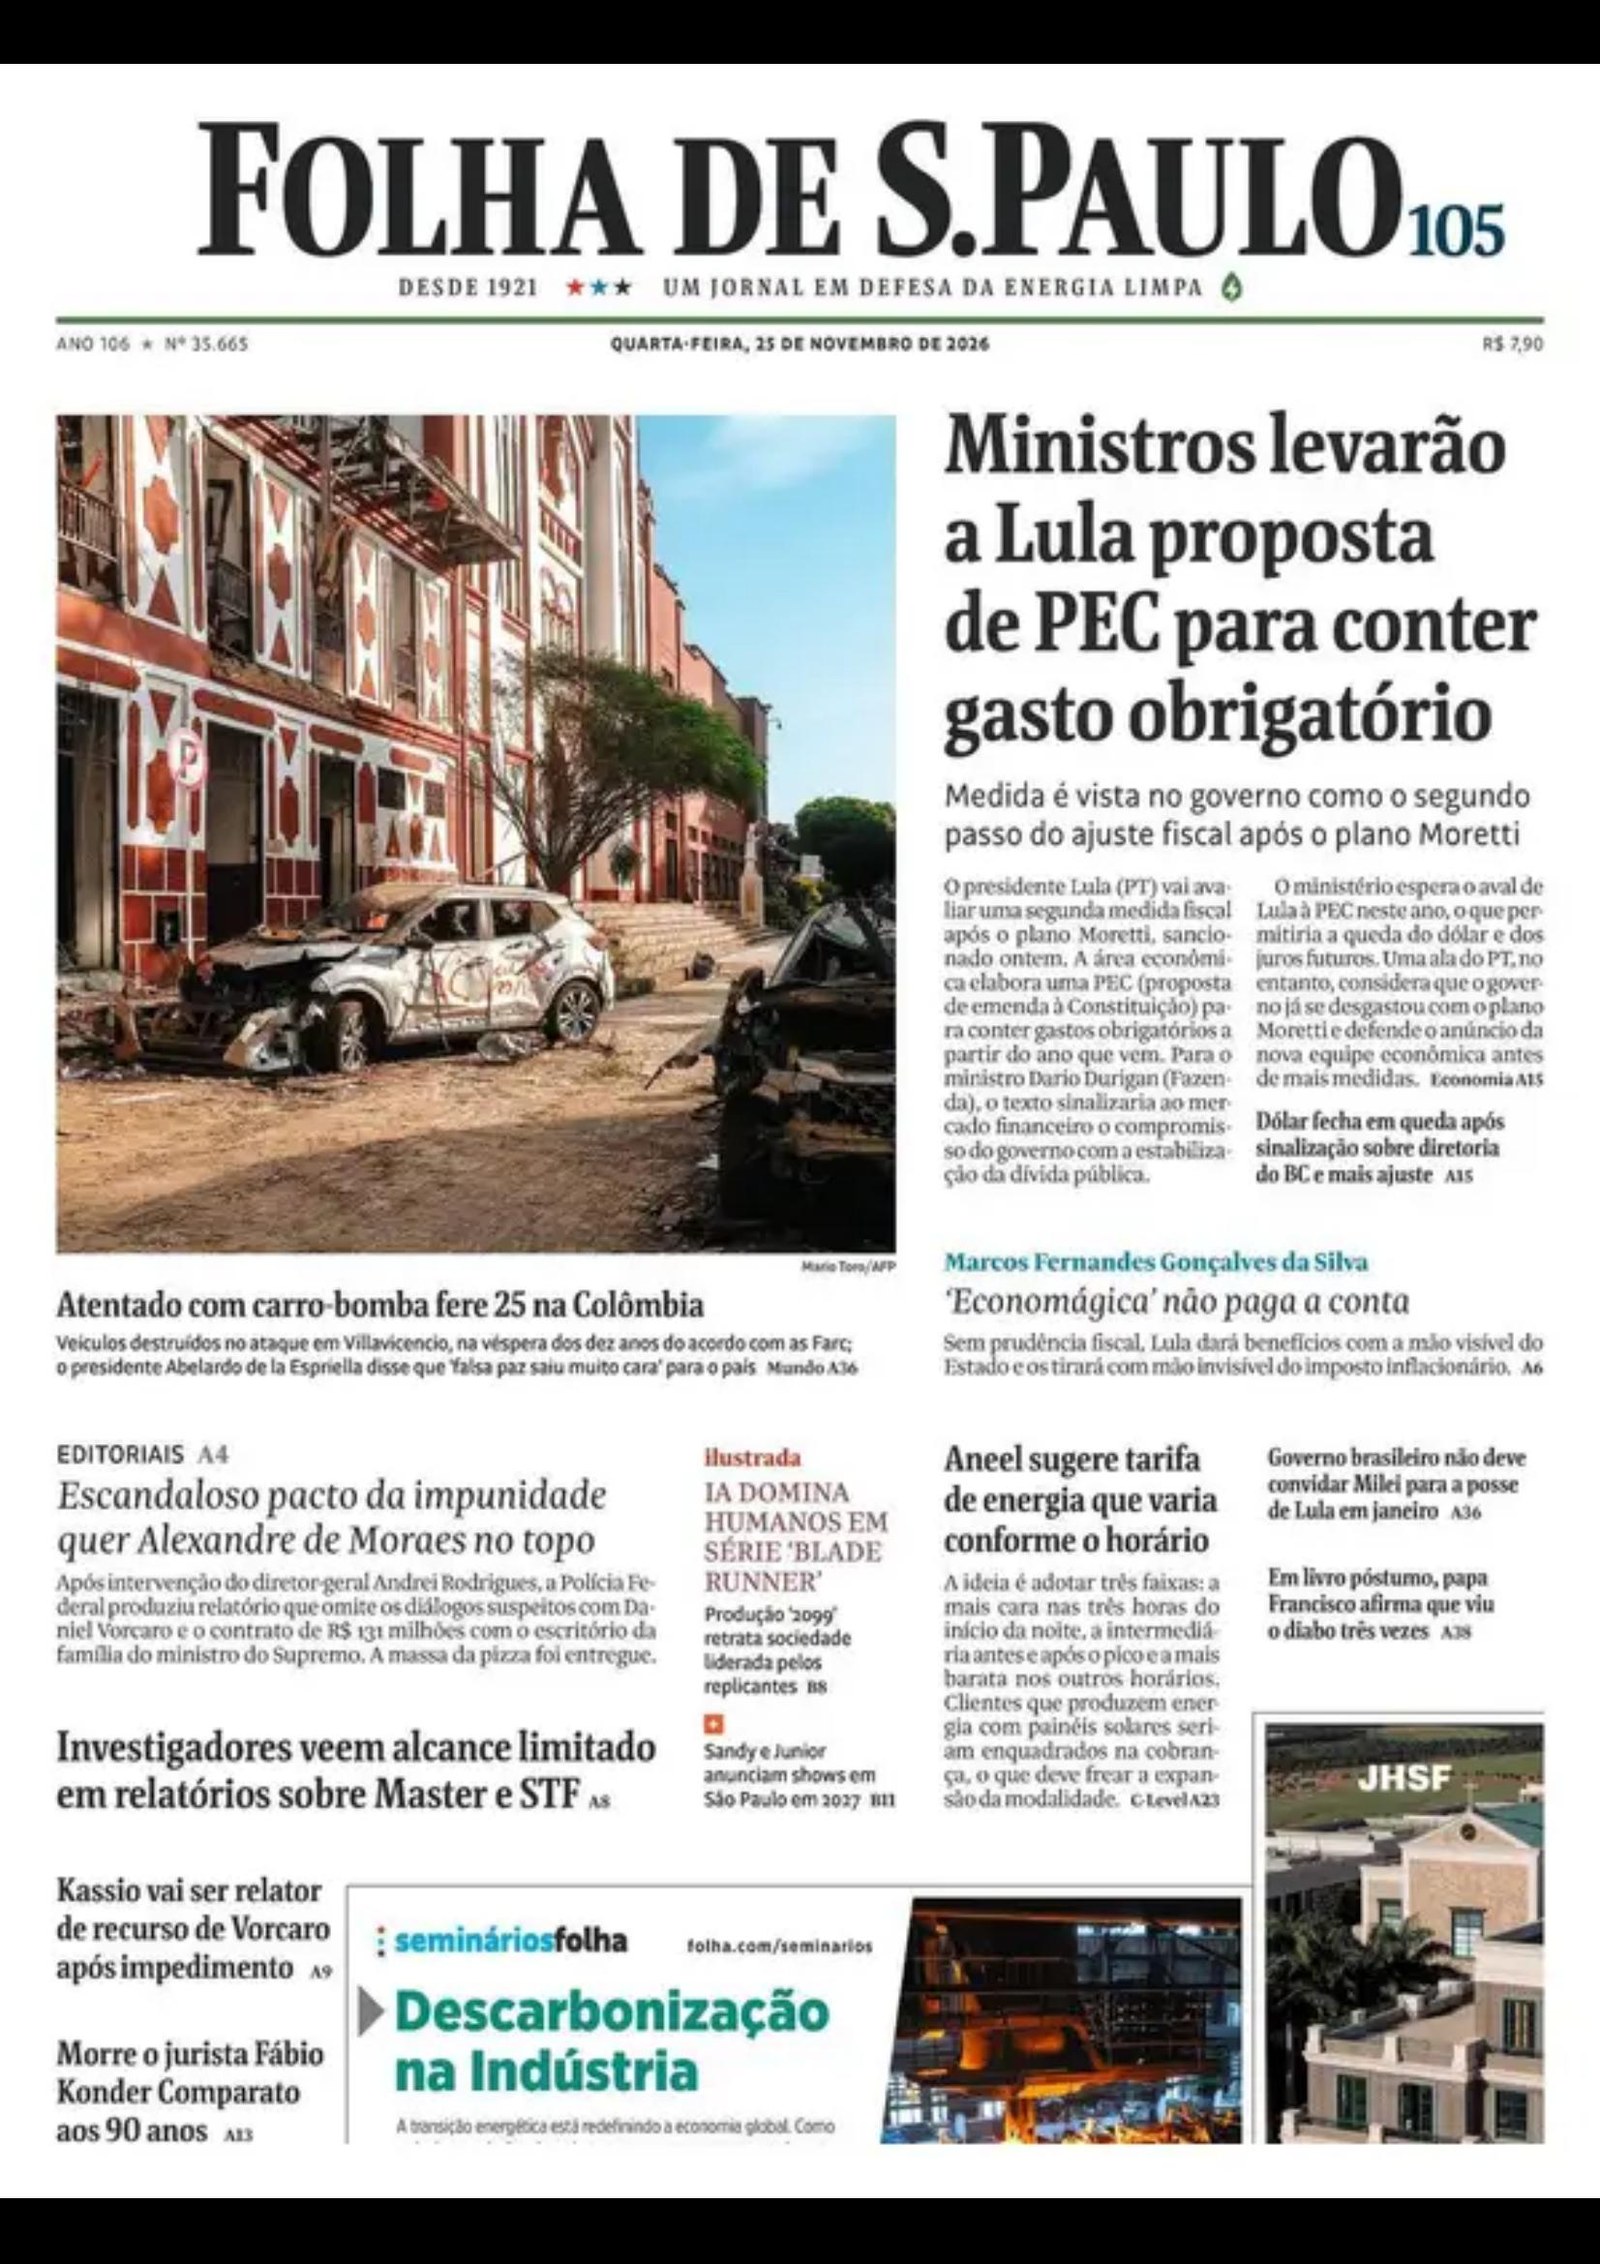 FOLHA DE S.PAULO 105
DESDE 1921 ★★★ UM JORNAL EM DEFESA DA ENERGIA LIMPA
ANO 106 ★ Nº 35.665
QUARTA-FEIRA, 25 DE NOVEMBRO DE 2026
R$ 7,90
Ministros levarão
a Lula proposta
de PEC para conter
gasto obrigatório
Medida é vista no governo como o segundo
passo do ajuste fiscal após o plano Moretti
O presidente Lula (PT) vai ava-
liar uma segunda medida fiscal
após o plano Moretti, sancio-
nado ontem. A área econômi-
ca elabora uma PEC (proposta
de emenda à Constituição) pa-
ra conter gastos obrigatórios a
partir do ano que vem. Para o
ministro Dario Durigan (Fazen-
da), o texto sinalizaria ao mer-
cado financeiro o compromis-
so do governo com a estabiliza-
ção da dívida pública.
O ministério espera o aval de
Lula à PEC neste ano, o que per-
mitiria a queda do dólar e dos
juros futuros. Uma ala do PT, no
entanto, considera que o gover-
no já se desgastou com o plano
Moretti e defende o anúncio da
nova equipe econômica antes
de mais medidas. Economia A15
Dólar fecha em queda após
sinalização sobre diretoria
do BC e mais ajuste A15
P
Mario Toro/AFP
Atentado com carro-bomba fere 25 na Colômbia
Veículos destruídos no ataque em Villavicencio, na véspera dos dez anos do acordo com as Farc;
o presidente Abelardo de la Espriella disse que 'falsa paz saiu muito cara' para o país Mundo A36
Marcos Fernandes Gonçalves da Silva
'Economágica' não paga a conta
Sem prudência fiscal, Lula dará benefícios com a mão visível do
Estado e os tirará com mão invisível do imposto inflacionário. A6
EDITORIAIS A4
Escandaloso pacto da impunidade
quer Alexandre de Moraes no topo
Após intervenção do diretor-geral Andrei Rodrigues, a Polícia Fe-
deral produziu relatório que omite os diálogos suspeitos com Da-
niel Vorcaro e o contrato de R$ 131 milhões com o escritório da
família do ministro do Supremo. A massa da pizza foi entregue.
Investigadores veem alcance limitado
em relatórios sobre Master e STF A8
ilustrada
IA DOMINA
HUMANOS EM
SÉRIE 'BLADE
RUNNER'
Produção '2099'
retrata sociedade
liderada pelos
replicantes B8
+
Sandy e Junior
anunciam shows em
São Paulo em 2027 B11
Aneel sugere tarifa
de energia que varia
conforme o horário
A ideia é adotar três faixas: a
mais cara nas três horas do
início da noite, a intermediá-
ria antes e após o pico e a mais
barata nos outros horários.
Clientes que produzem ener-
gia com painéis solares seri-
am enquadrados na cobran-
ça, o que deve frear a expan-
são da modalidade. C-Level A23
Governo brasileiro não deve
convidar Milei para a posse
de Lula em janeiro A36
Em livro póstumo, papa
Francisco afirma que viu
o diabo três vezes A38
Kassio vai ser relator
de recurso de Vorcaro
após impedimento A9
Morre o jurista Fábio
Konder Comparato
aos 90 anos A13
semináriosfolha
folha.com/seminarios
Descarbonização
na Indústria
A transição energética está redefinindo a economia global. Como
JHSF